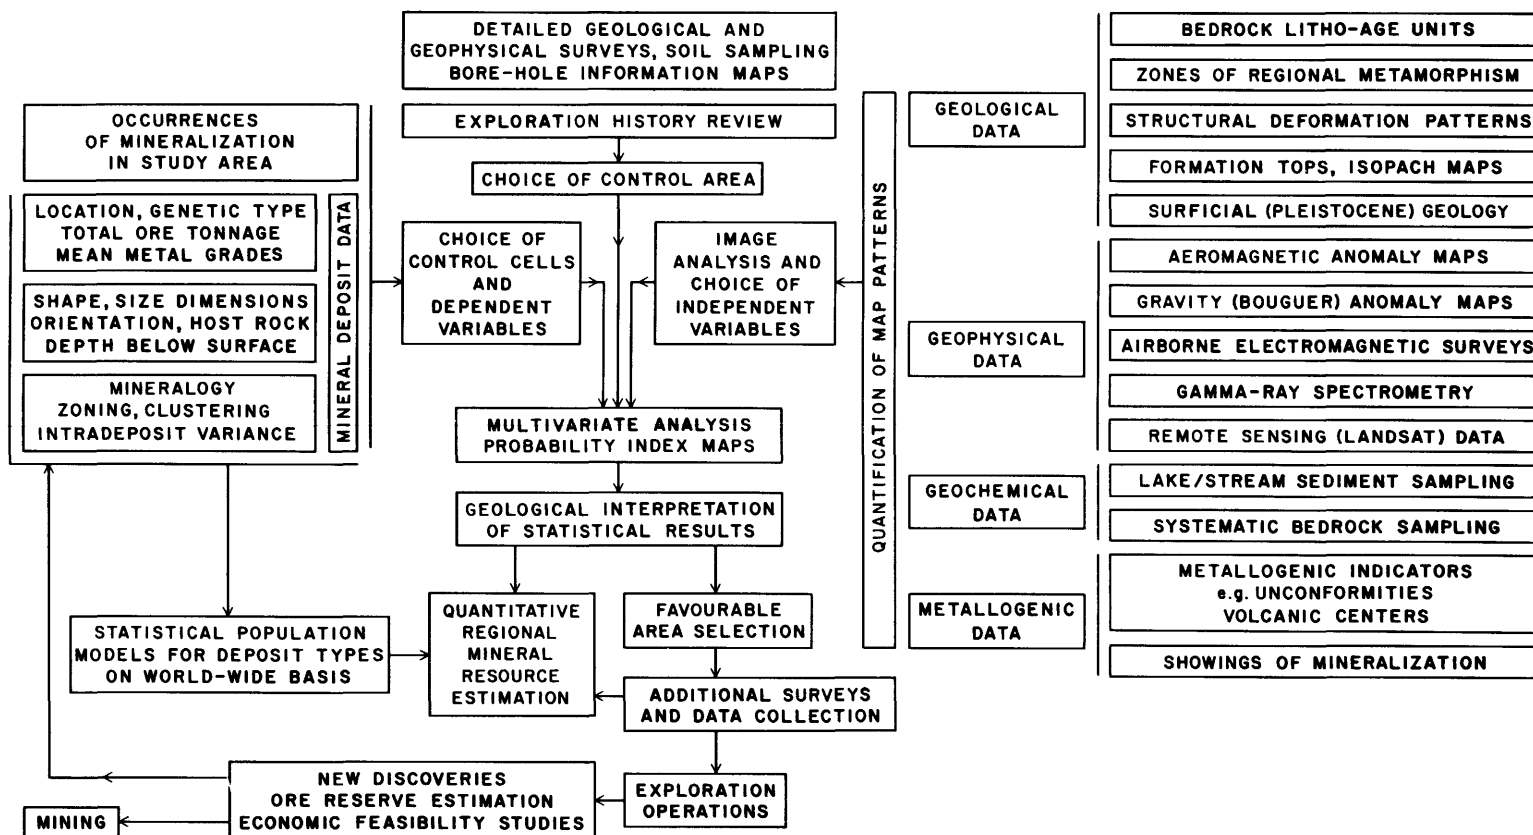 DETAILED GEOLOGICAL AND
GEOPHYSICAL SURVEYS, SOIL SAMPLING
BORE-HOLE INFORMATION MAPS
EXPLORATION HISTORY REVIEW
CHOICE OF CONTROL AREA
OCCURRENCES
OF MINERALIZATION
IN STUDY AREA
LOCATION, GENETIC TYPE
TOTAL ORE TONNAGE
MEAN METAL GRADES
SHAPE, SIZE DIMENSIONS
ORIENTATION, HOST ROCK
DEPTH BELOW SURFACE
MINERALOGY
ZONING, CLUSTERING
INTRADEPOSIT VARIANCE
MINERAL DEPOSIT DATA
CHOICE OF
CONTROL CELLS
AND
DEPENDENT
VARIABLES
IMAGE
ANALYSIS AND
CHOICE OF
INDEPENDENT
VARIABLES
MULTIVARIATE ANALYSIS
PROBABILITY INDEX MAPS
GEOLOGICAL INTERPRETATION
OF STATISTICAL RESULTS
STATISTICAL POPULATION
MODELS FOR DEPOSIT TYPES
ON WORLD-WIDE BASIS
QUANTITATIVE
REGIONAL
MINERAL
RESOURCE
ESTIMATION
FAVOURABLE
AREA SELECTION
ADDITIONAL SURVEYS
AND DATA COLLECTION
EXPLORATION
OPERATIONS
NEW DISCOVERIES
ORE RESERVE ESTIMATION
ECONOMIC FEASIBILITY STUDIES
MINING
QUANTIFICATION OF MAP PATTERNS
GEOLOGICAL
DATA
GEOPHYSICAL
DATA
GEOCHEMICAL
DATA
METALLOGENIC
DATA
BEDROCK LITHO-AGE UNITS
ZONES OF REGIONAL METAMORPHISM
STRUCTURAL DEFORMATION PATTERNS
FORMATION TOPS, ISOPACH MAPS
SURFICIAL (PLEISTOCENE) GEOLOGY
AEROMAGNETIC ANOMALY MAPS
GRAVITY (BOUGUER) ANOMALY MAPS
AIRBORNE ELECTROMAGNETIC SURVEYS
GAMMA-RAY SPECTROMETRY
REMOTE SENSING (LANDSAT) DATA
LAKE/STREAM SEDIMENT SAMPLING
SYSTEMATIC BEDROCK SAMPLING
METALLOGENIC INDICATORS
e.g. UNCONFORMITIES
VOLCANIC CENTERS
SHOWINGS OF MINERALIZATION